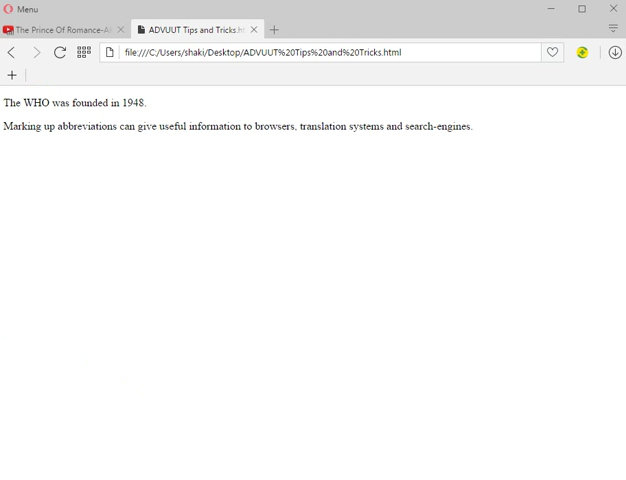 Menu
The Prince Of Romance-Al
ADVUUT Tips and Tricks.h
file:///C:/Users/shaki/Desktop/ADVUUT%20Tips%20and%20Tricks.html
The WHO was founded in 1948.
Marking up abbreviations can give useful information to browsers, translation systems and search-engines.